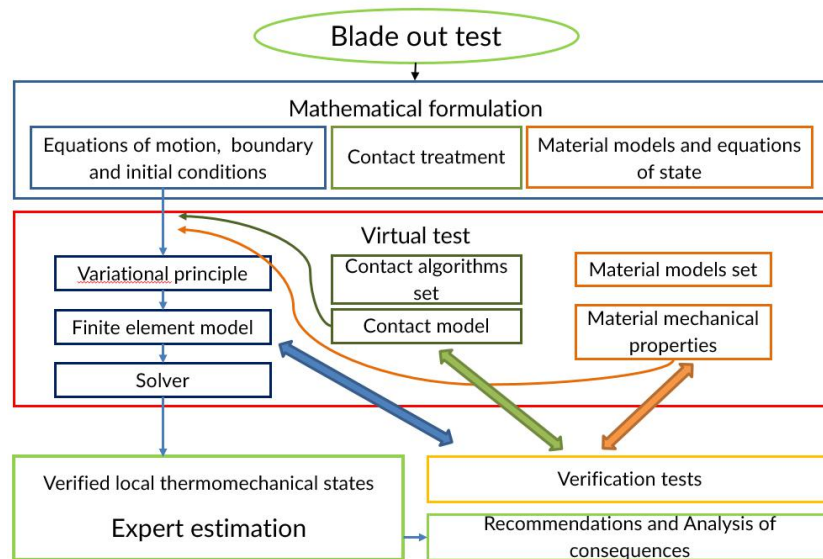 Blade out test
Mathematical formulation
Equations of motion, boundary
and initial conditions
Contact treatment
Material models and equations
of state
Virtual test
Variational principle
Contact algorithms
set
Material models set
Finite element model
Contact model
Material mechanical
properties
Solver
Verified local thermomechanical states
Expert estimation
Verification tests
Recommendations and Analysis of
consequences